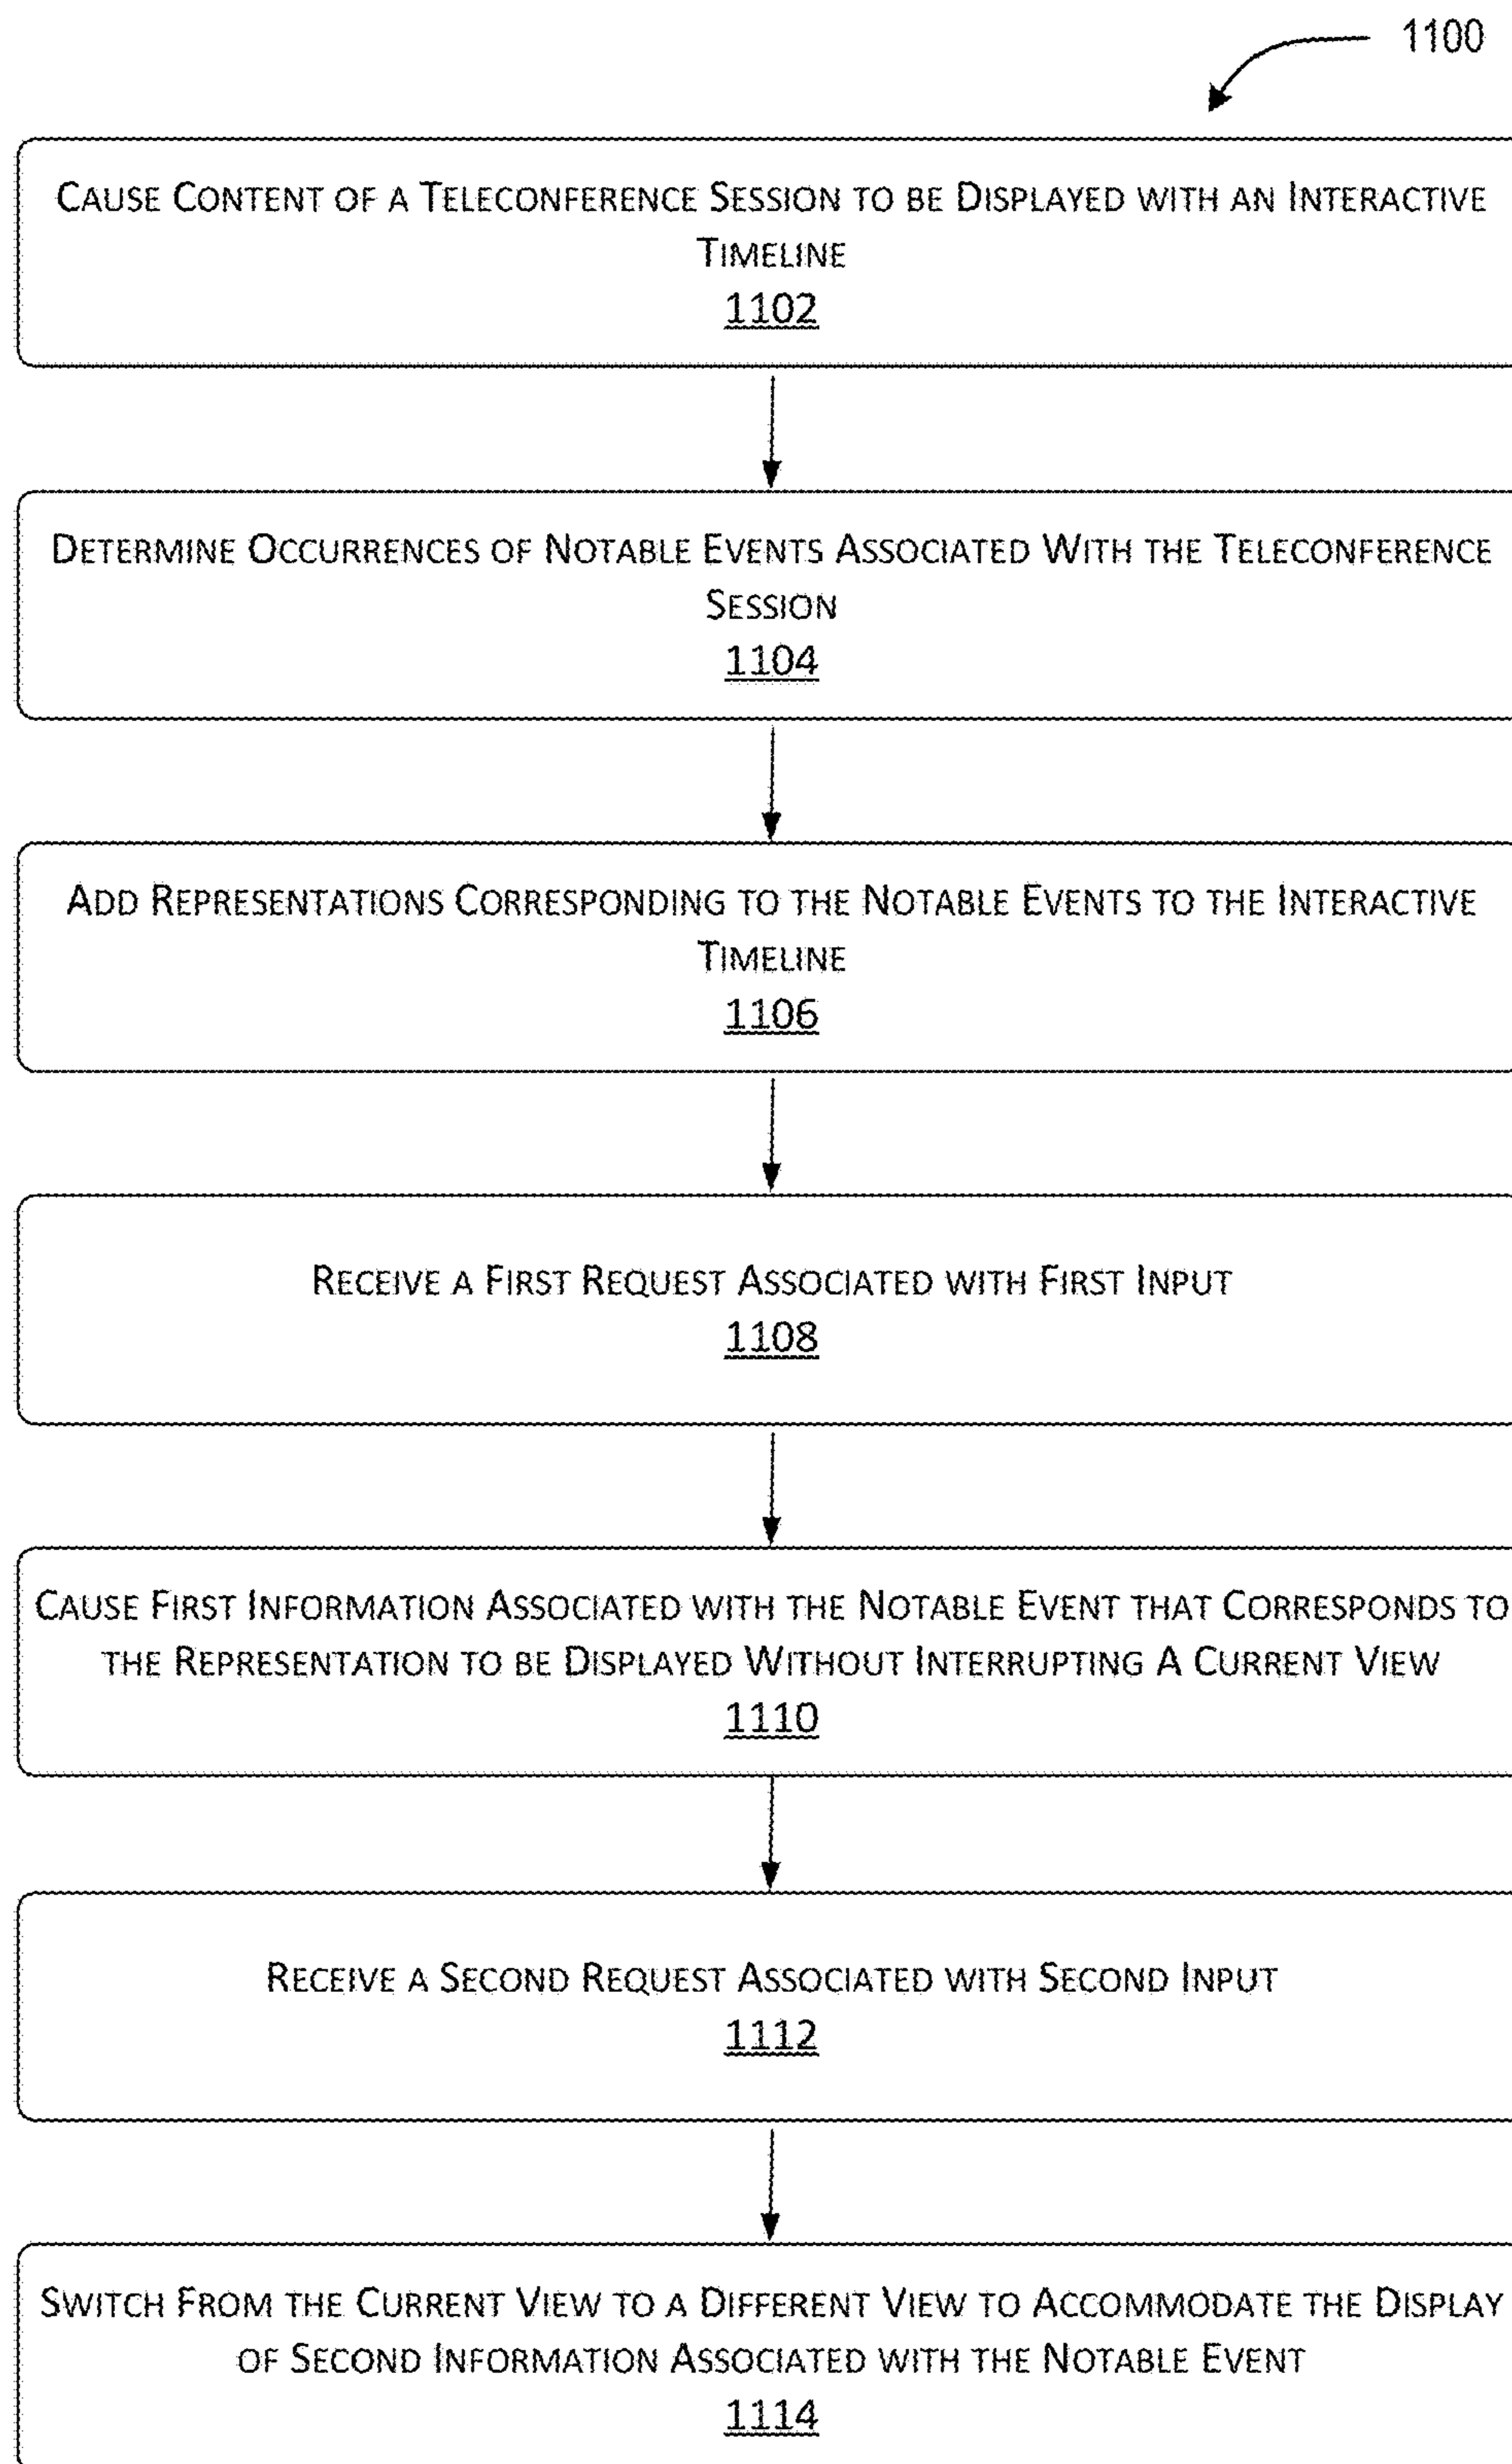 1100
CAUSE CONTENT OF A TELECONFERENCE SESSION TO BE DISPLAYED WITH AN INTERACTIVE
TIMELINE
1102
DETERMINE OCCURRENCES OF NOTABLE EVENTS ASSOCIATED WITH THE TELECONFERENCE
SESSION
1104
ADD REPRESENTATIONS CORRESPONDING TO THE NOTABLE EVENTS TO THE INTERACTIVE
TIMELINE
1106
RECEIVE A FIRST REQUEST ASSOCIATED WITH FIRST INPUT
1108
CAUSE FIRST INFORMATION ASSOCIATED WITH THE NOTABLE EVENT THAT CORRESPONDS TO
THE REPRESENTATION TO BE DISPLAYED WITHOUT INTERRUPTING A CURRENT VIEW
1110
RECEIVE A SECOND REQUEST ASSOCIATED WITH SECOND INPUT
1112
SWITCH FROM THE CURRENT VIEW TO A DIFFERENT VIEW TO ACCOMMODATE THE DISPLAY
OF SECOND INFORMATION ASSOCIATED WITH THE NOTABLE EVENT
1114